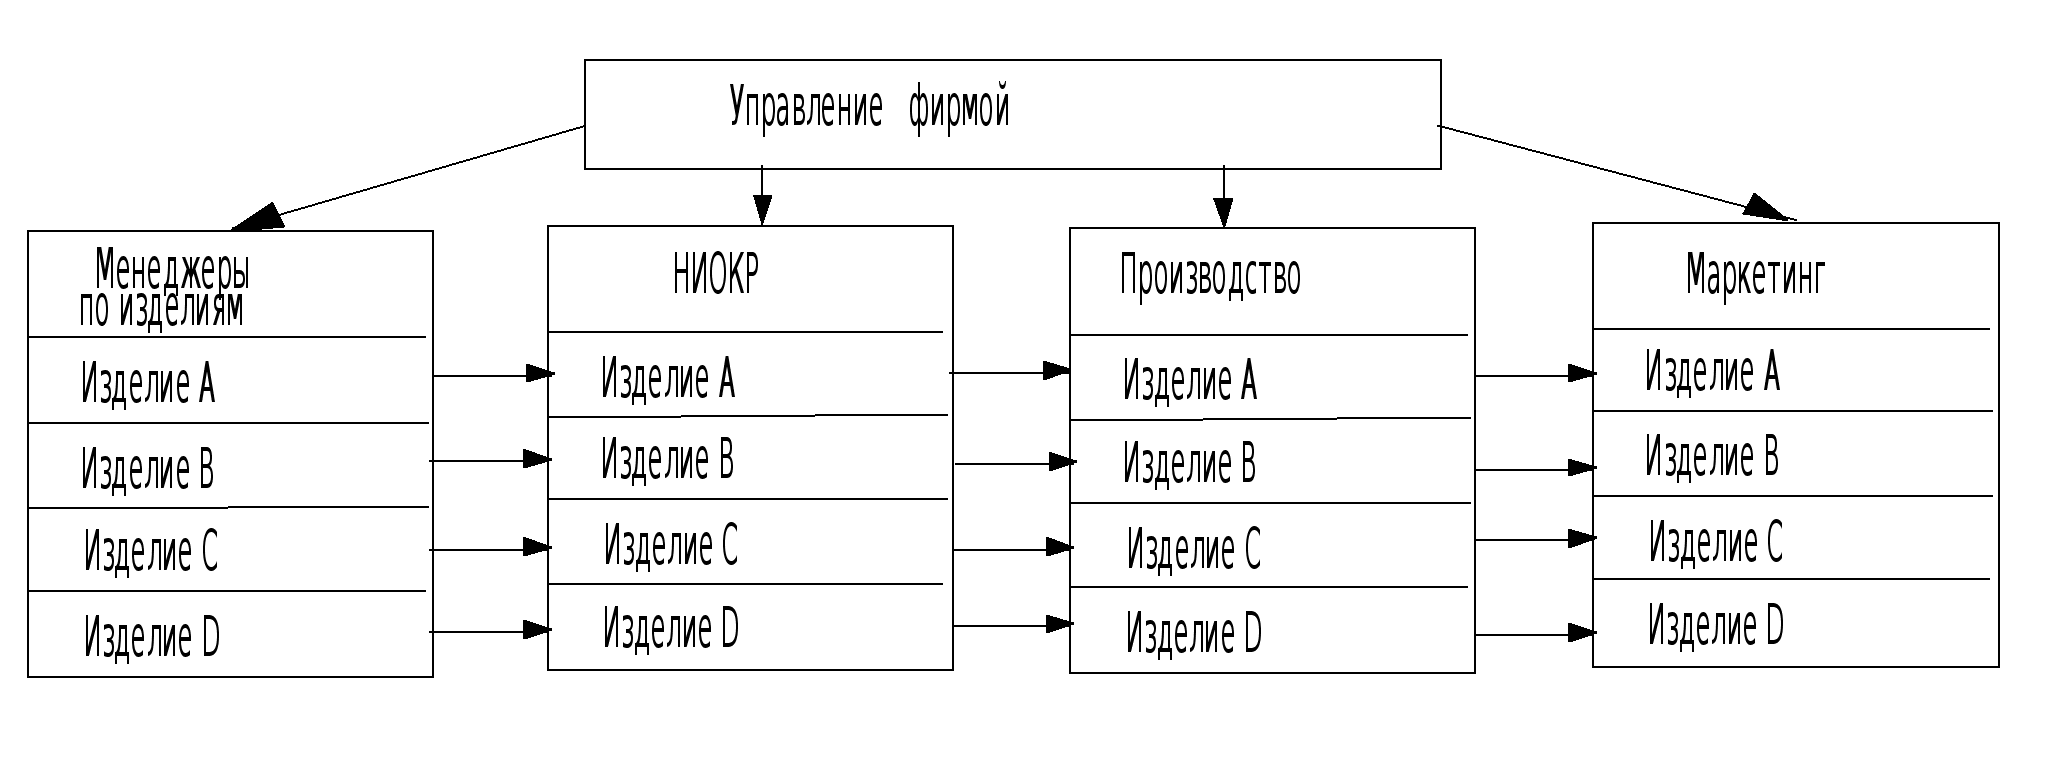 Управление фирмой
Менеджеры
по изделиям
Изделие A
Изделие B
Изделие C
Изделие D
НИОКР
Изделие A
Изделие B
Изделие C
Изделие D
Производство
Изделие A
Изделие B
Изделие C
Изделие D
Маркетинг
Изделие A
Изделие B
Изделие C
Изделие D